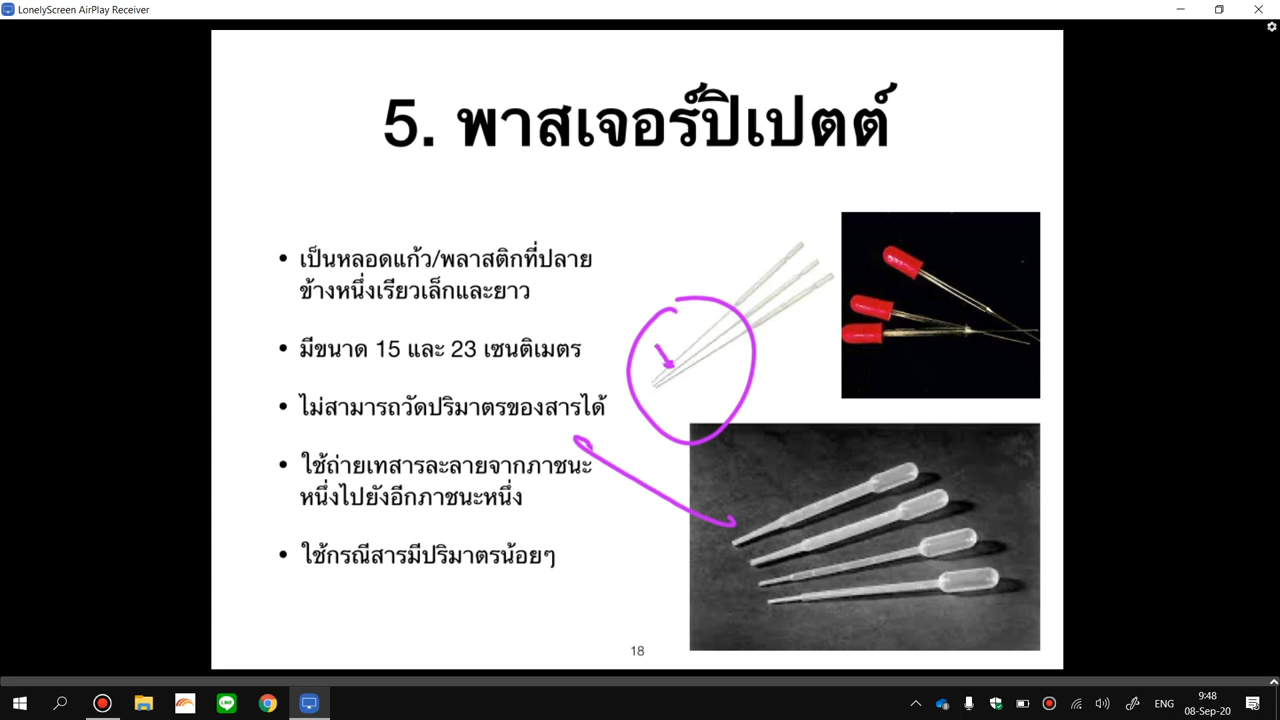 LonelyScreen AirPlay Receiver
5. พาสเจอร์ปิเปตต์
• เป็นหลอดแก้ว/พลาสติกที่ปลาย
ข้างหนึ่งเรียวเล็กและยาว
• มีขนาด 15 และ 23 เซนติเมตร
• ไม่สามารถวัดปริมาตรของสารได้
• ใช้ถ่ายเทสารละลายจากภาชนะ
หนึ่งไปยังอีกภาชนะหนึ่ง
• ใช้กรณีสารมีปริมาตรน้อยๆ
18
LINE
ENG
9:48
08-Sep-20